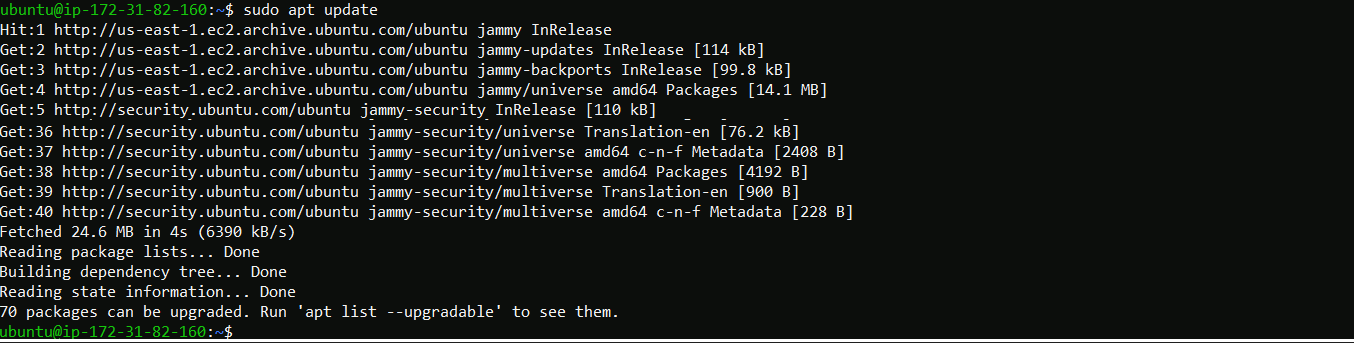 ubuntu@ip-172-31-82-160:~$ sudo apt update
Hit:1 http://us-east-1.ec2.archive.ubuntu.com/ubuntu jammy InRelease
Get:2 http://us-east-1.ec2.archive.ubuntu.com/ubuntu jammy-updates InRelease [114 kB]
Get:3 http://us-east-1.ec2.archive.ubuntu.com/ubuntu jammy-backports InRelease [99.8 kB]
Get:4 http://us-east-1.ec2.archive.ubuntu.com/ubuntu jammy/universe amd64 Packages [14.1 MB]
Get:5 http://security.ubuntu.com/ubuntu jammy-security InRelease [110 kB]
Get:36 http://security.ubuntu.com/ubuntu jammy-security/universe Translation-en [76.2 kB]
Get:37 http://security.ubuntu.com/ubuntu jammy-security/universe amd64 c-n-f Metadata [2408 B]
Get:38 http://security.ubuntu.com/ubuntu jammy-security/multiverse amd64 Packages [4192 B]
Get:39 http://security.ubuntu.com/ubuntu jammy-security/multiverse Translation-en [900 B]
Get:40 http://security.ubuntu.com/ubuntu jammy-security/multiverse amd64 c-n-f Metadata [228 B]
Fetched 24.6 MB in 4s (6390 kB/s)
Reading package lists... Done
Building dependency tree... Done
Reading state information... Done
70 packages can be upgraded. Run 'apt list --upgradable' to see them.
ubuntu@ip-172-31-82-160:~$